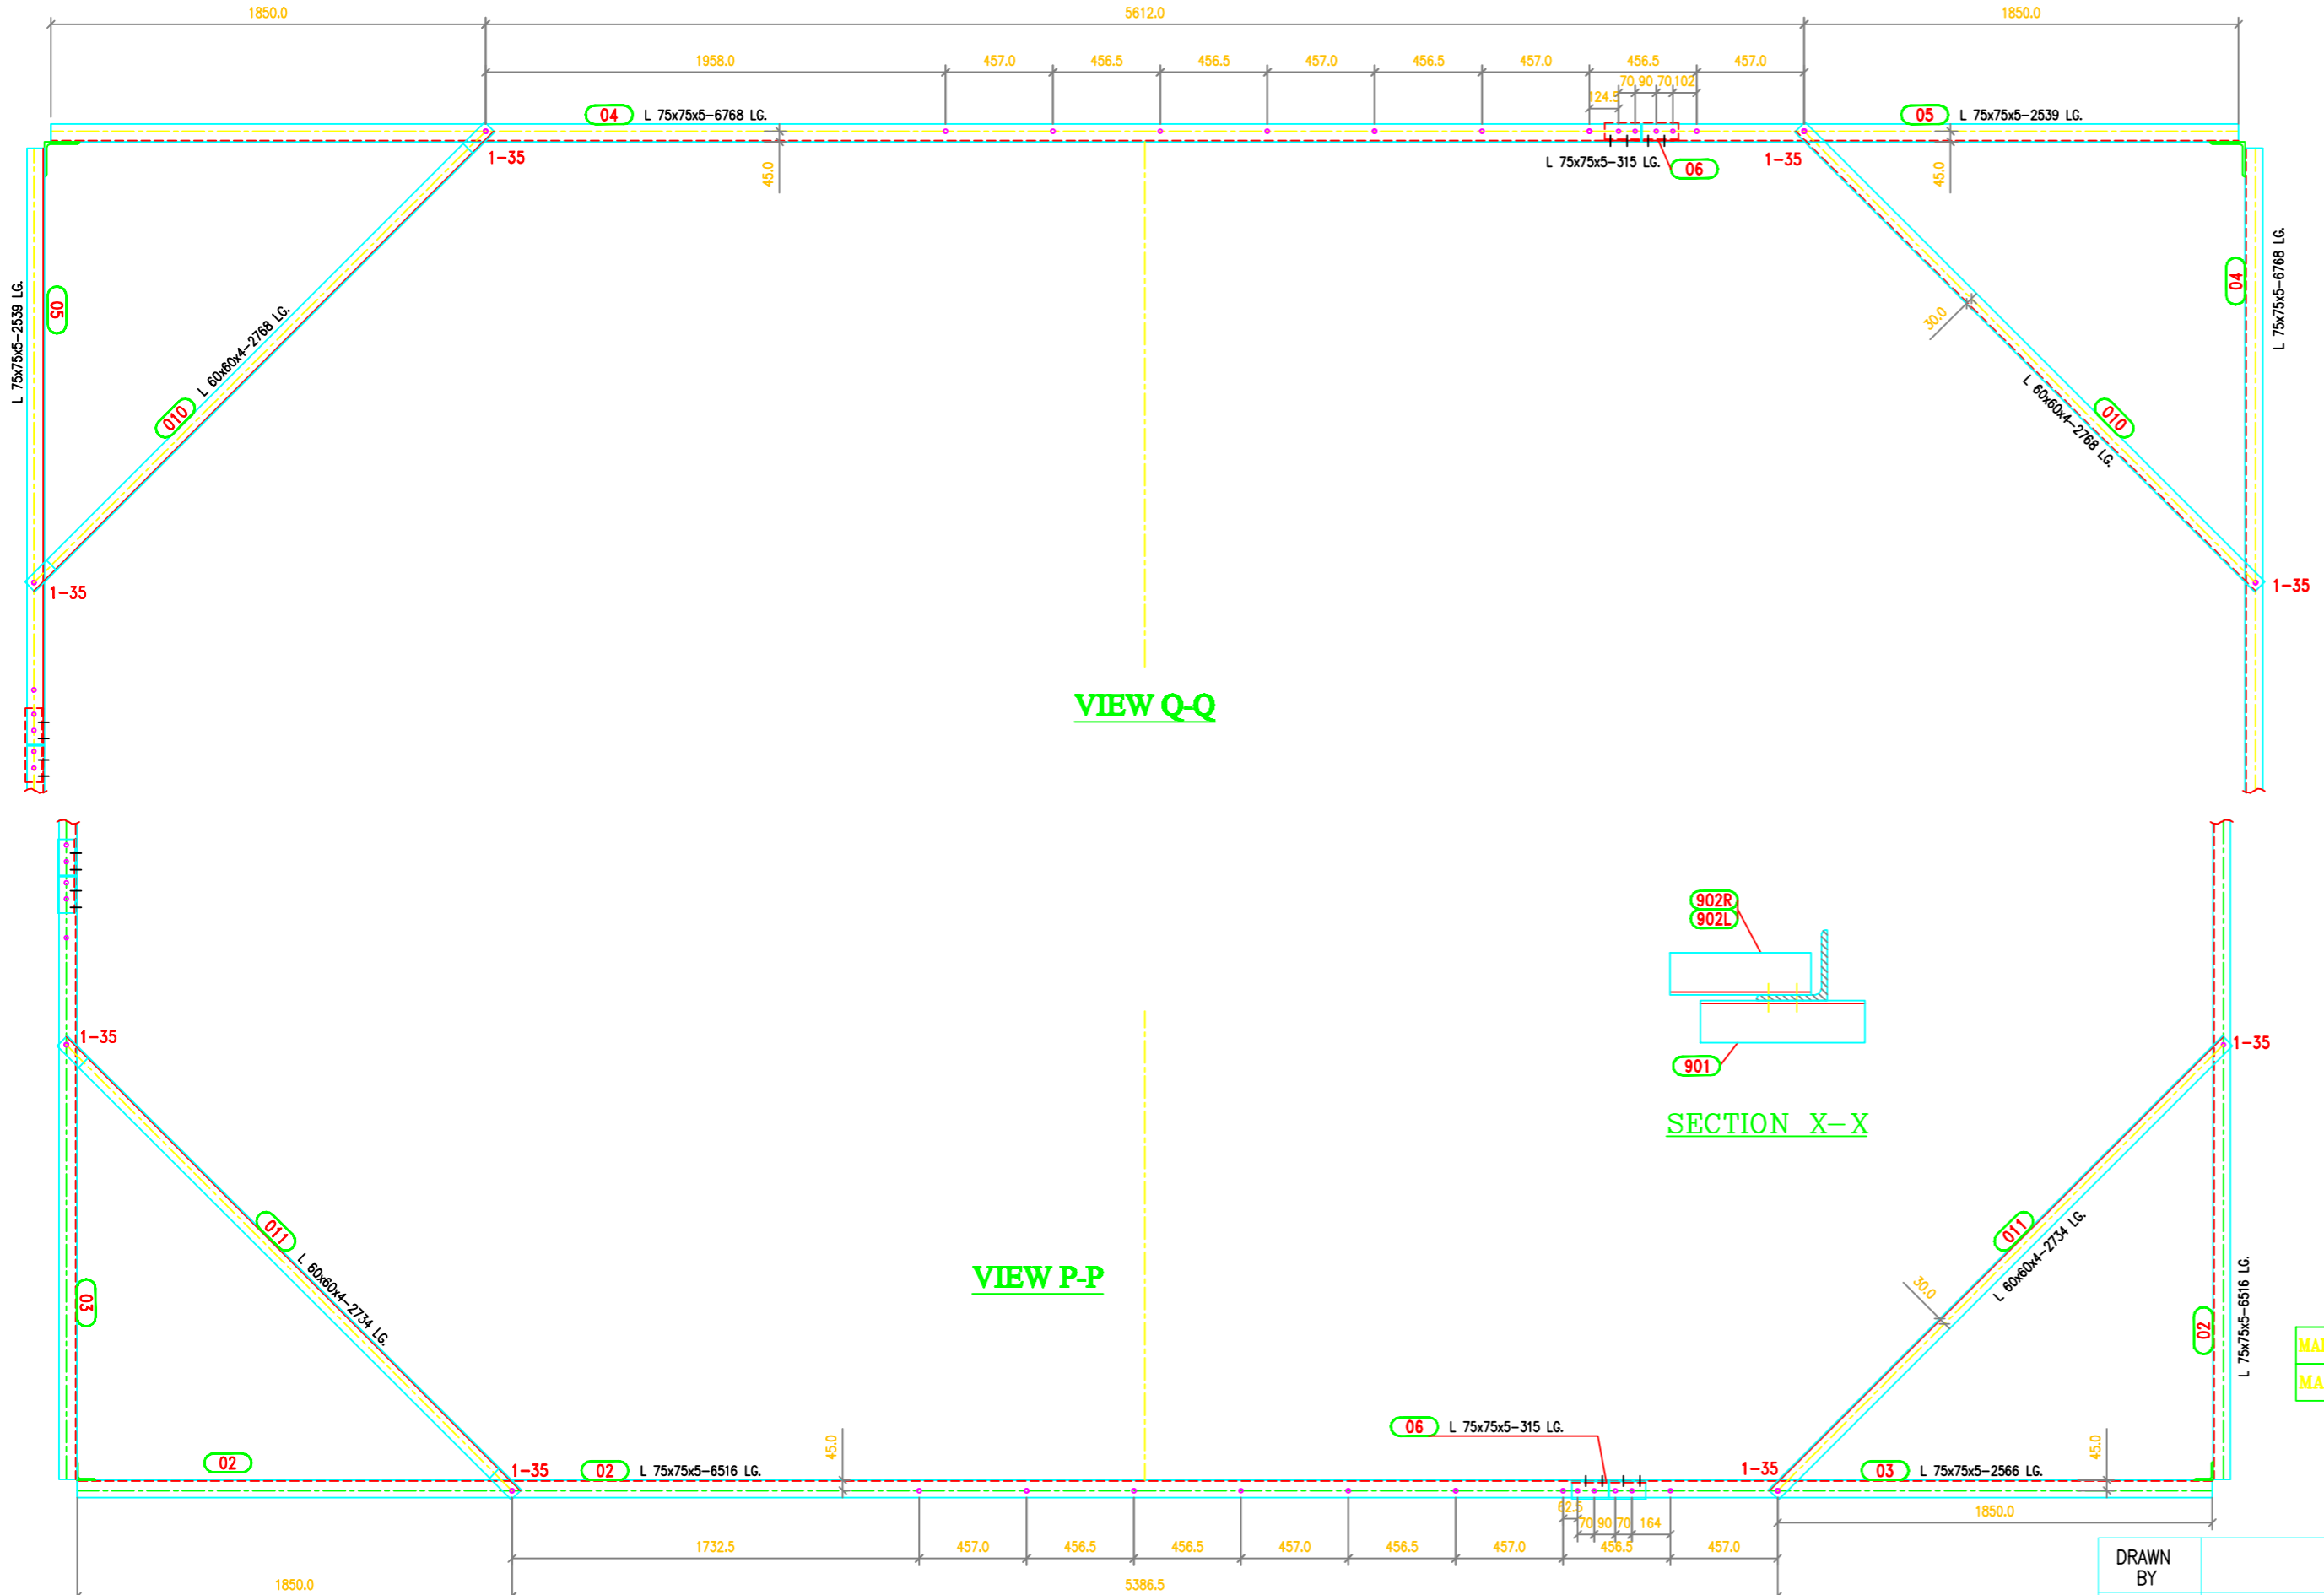 1850.0 5612.0 1850.0
1958.0 457.0 456.5 456.5 457.0 456.5 457.0 456.5 457.0
70 90 70 102
124.5
04 L 75x75x5-6768 LG.
05 L 75x75x5-2539 LG.
1-35
45.0
L 75x75x5-315 LG.
06
1-35
45.0
L 75x75x5-2539 LG.
05
L 60x60x4-2768 LG.
010
30.0
L 60x60x4-2768 LG.
010
04
L 75x75x5-6768 LG.
1-35
1-35
VIEW Q-Q
902R
902L
901
SECTION X-X
1-35
1-35
011
L 60x60x4-2734 LG.
03
VIEW P-P
011
L 60x60x4-2734 LG.
30.0
02
L 75x75x5-6516 LG.
02
1-35
02 L 75x75x5-6516 LG.
45.0
06 L 75x75x5-315 LG.
1-35
03 L 75x75x5-2566 LG.
45.0
62.5
70 90 70 164
1850.0
1732.5 457.0 456.5 456.5 457.0 456.5 457.0 456.5 457.0
1850.0 5386.5
DRAWN
BY